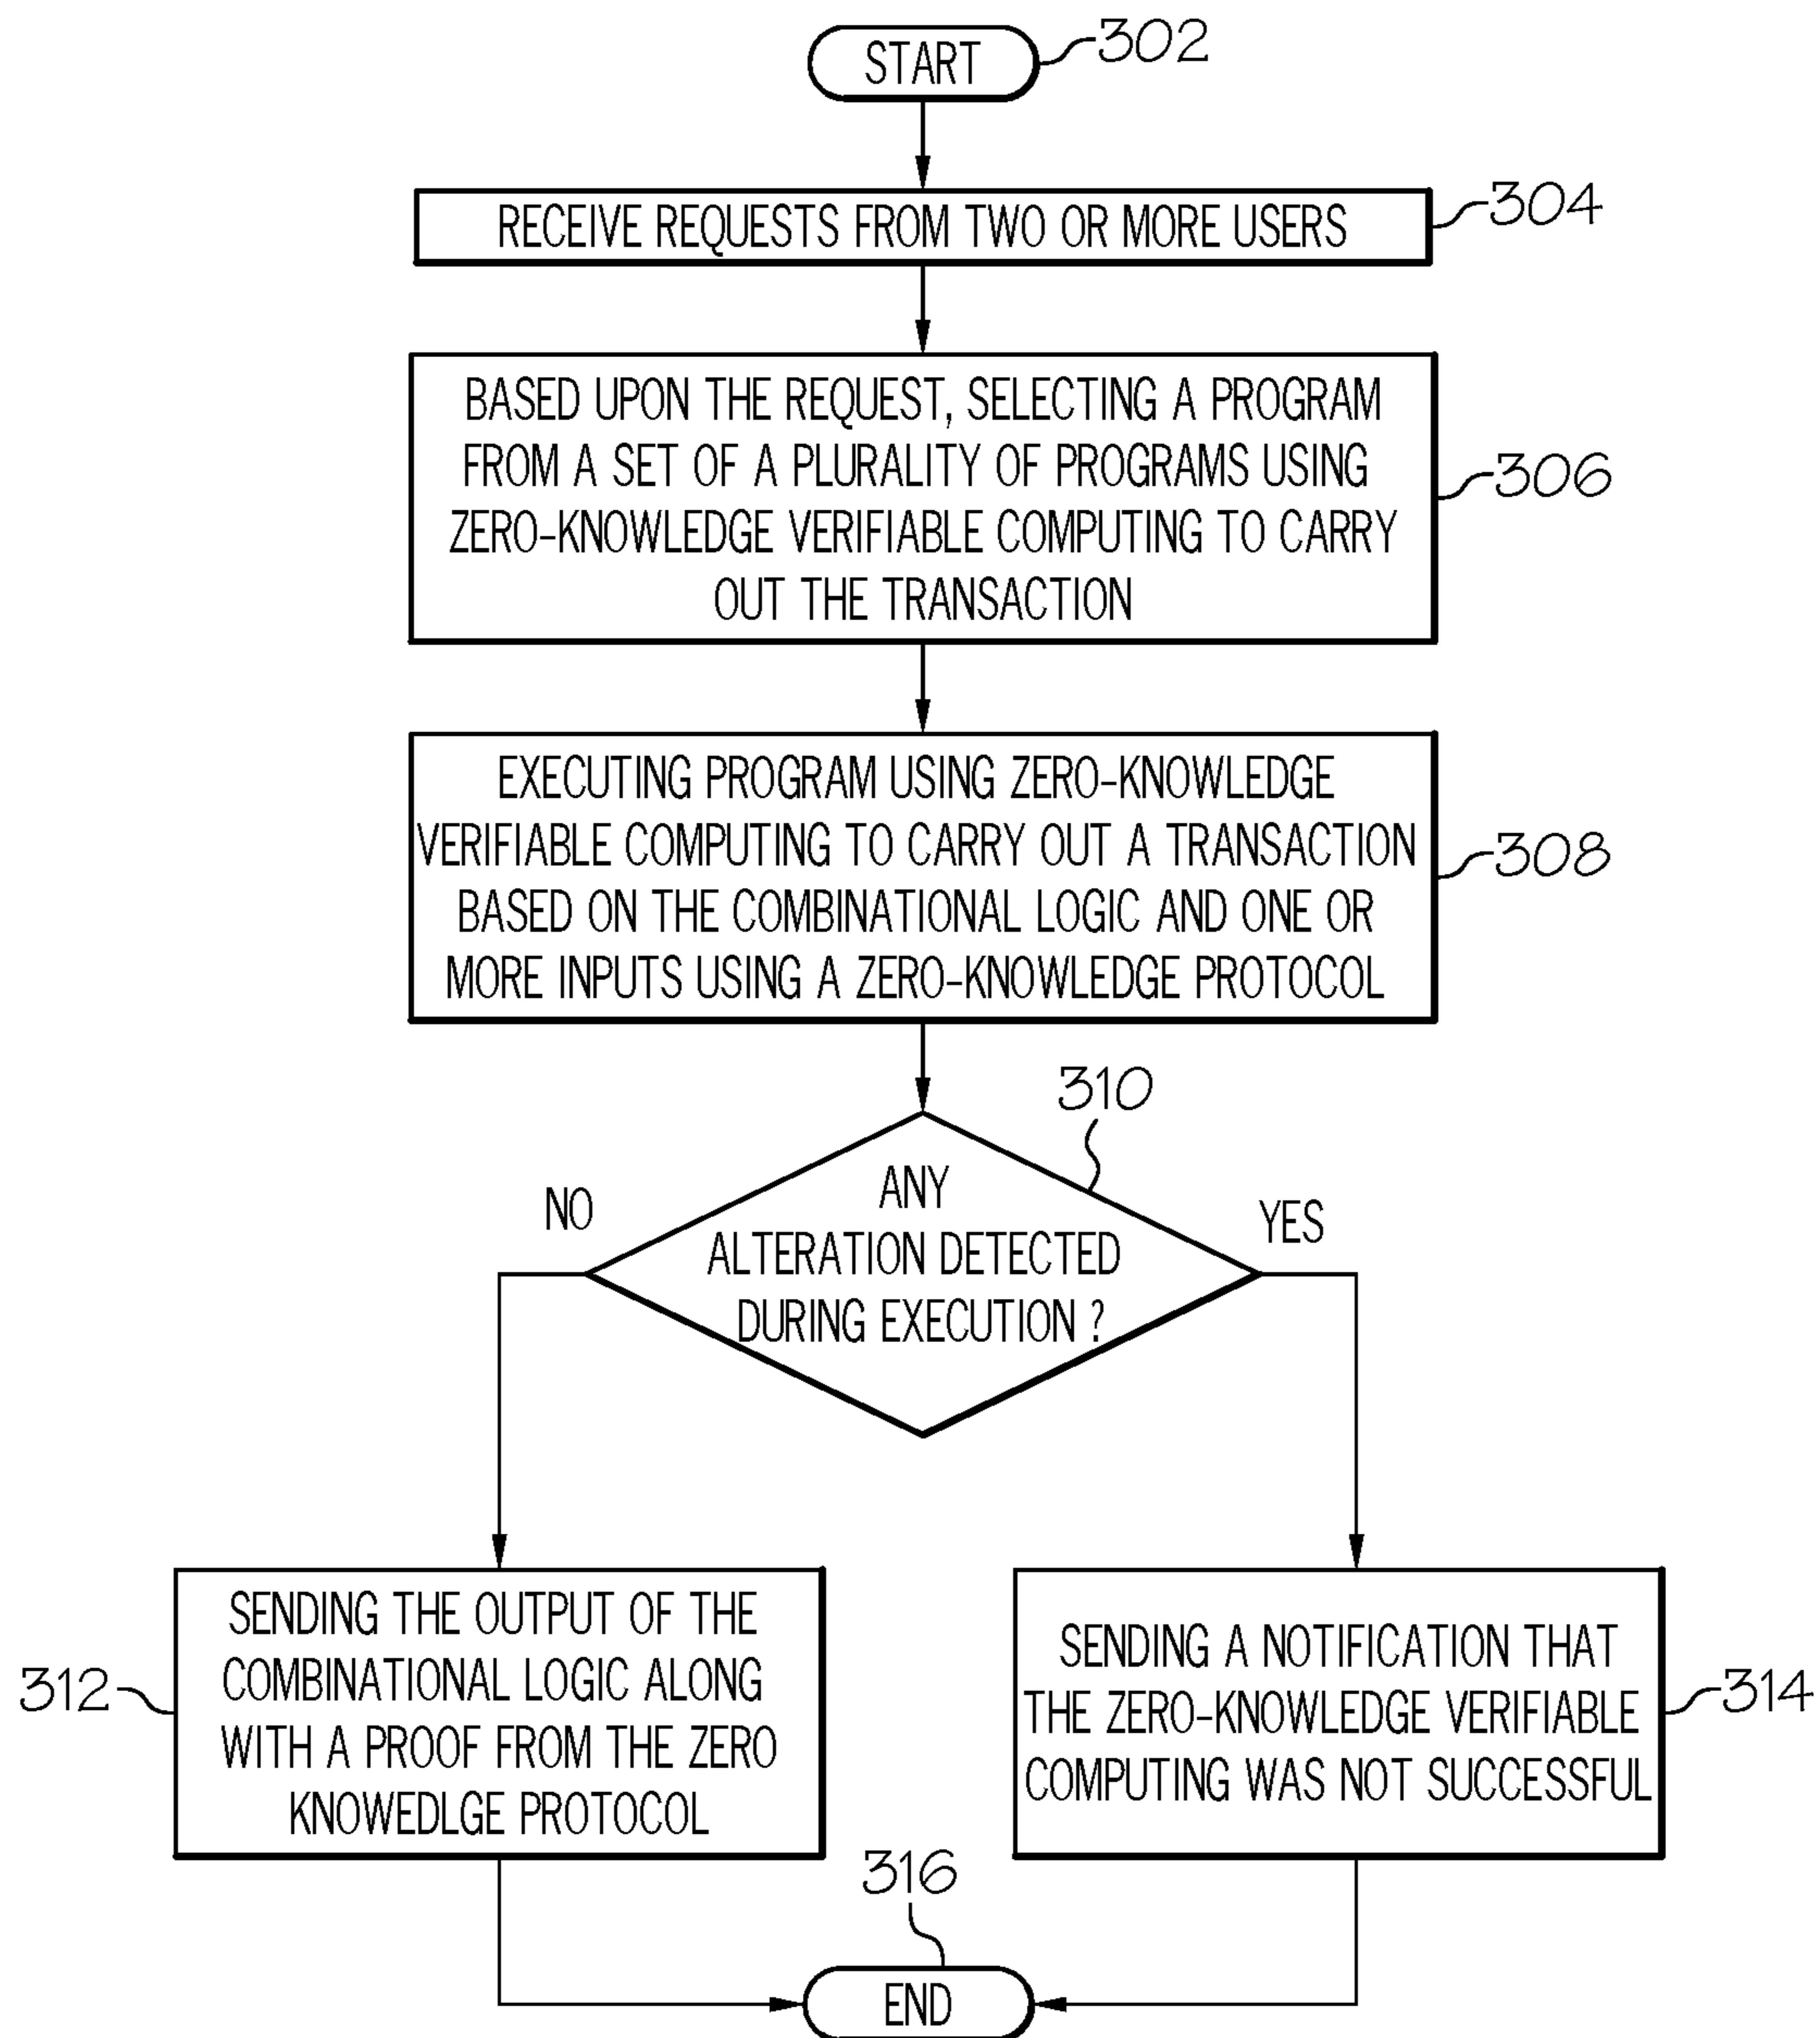 START
302
RECEIVE REQUESTS FROM TWO OR MORE USERS
304
BASED UPON THE REQUEST, SELECTING A PROGRAM
FROM A SET OF A PLURALITY OF PROGRAMS USING
ZERO-KNOWLEDGE VERIFIABLE COMPUTING TO CARRY
OUT THE TRANSACTION
306
EXECUTING PROGRAM USING ZERO-KNOWLEDGE
VERIFIABLE COMPUTING TO CARRY OUT A TRANSACTION
BASED ON THE COMBINATIONAL LOGIC AND ONE OR
MORE INPUTS USING A ZERO-KNOWLEDGE PROTOCOL
308
310
ANY
ALTERATION DETECTED
DURING EXECUTION ?
NO
YES
SENDING THE OUTPUT OF THE
COMBINATIONAL LOGIC ALONG
WITH A PROOF FROM THE ZERO
KNOWEDLGE PROTOCOL
312
SENDING A NOTIFICATION THAT
THE ZERO-KNOWLEDGE VERIFIABLE
COMPUTING WAS NOT SUCCESSFUL
314
316
END